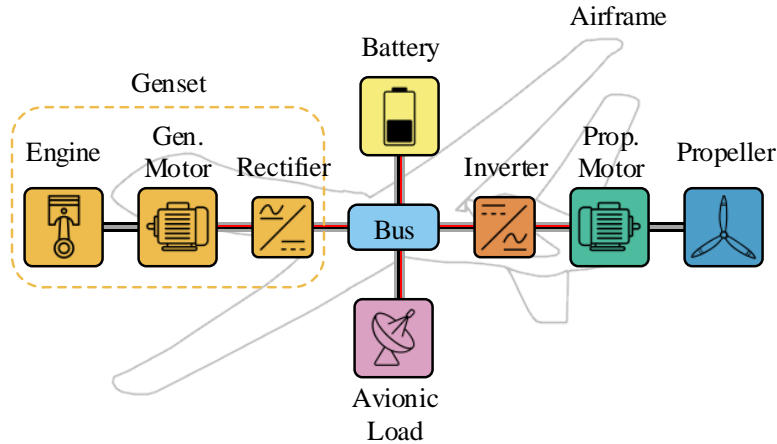 Airframe
Battery
Genset
Engine
Gen.
Motor
Rectifier
Inverter
Prop.
Motor
Propeller
Bus
Avionic
Load